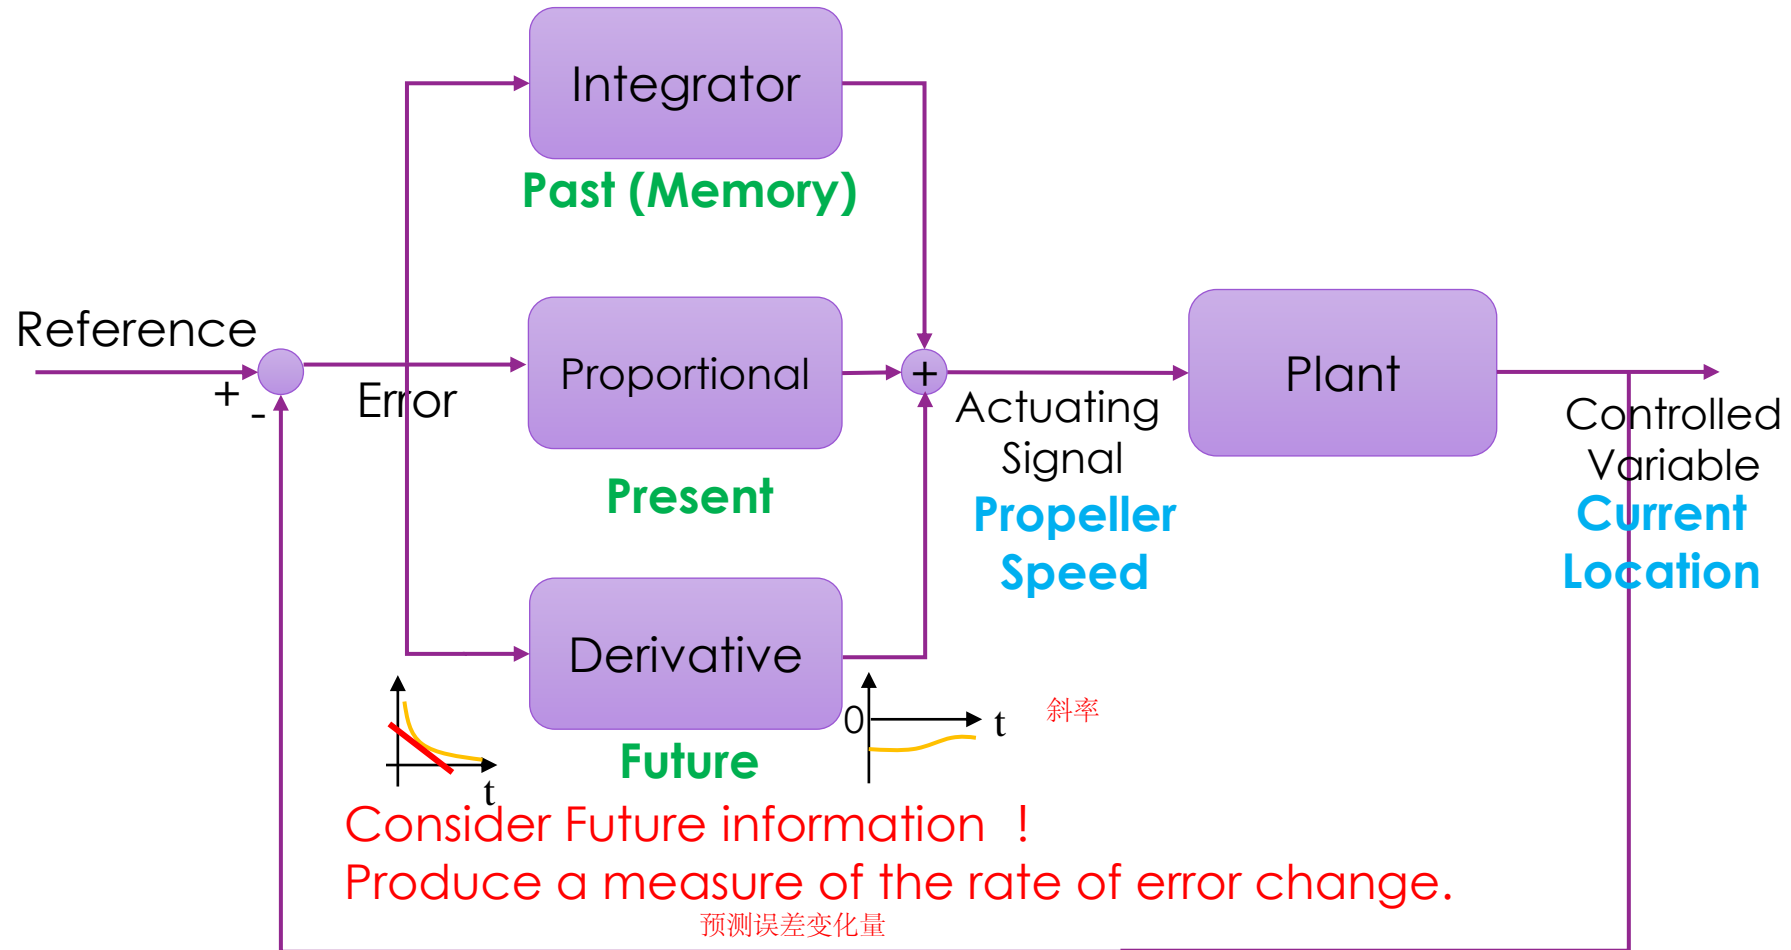 Integrator
Past (Memory)
Reference
+
-
Error
Proportional
Present
+
Actuating
Signal
Propeller
Speed
Plant
Controlled
Variable
Current
Location
Derivative
Future
t
0
t
斜率
Consider Future information !
Produce a measure of the rate of error change.
预测误差变化量